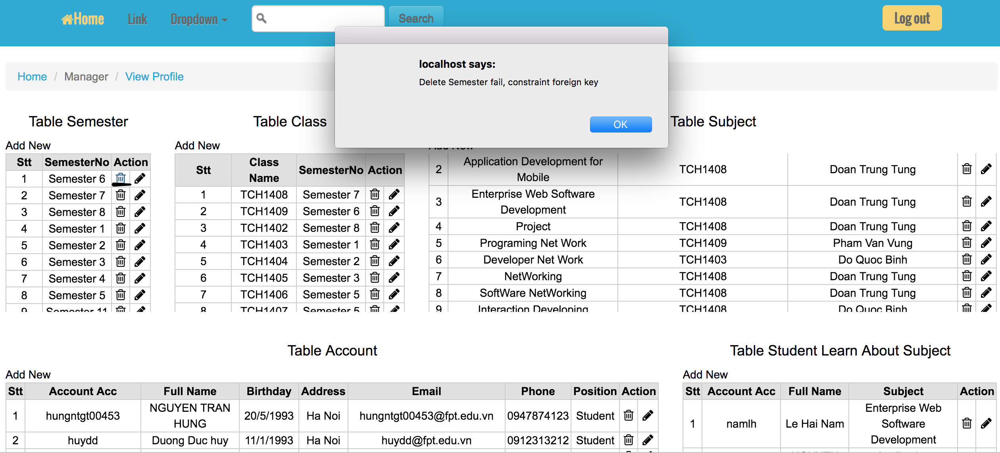 Home Link Dropdown Search Log out
localhost says:
Delete Semester fail, constraint foreign key
OK
Home / Manager / View Profile
Table Semester
Add New
Stt SemesterNo Action
1 Semester 6
2 Semester 7
3 Semester 8
4 Semester 1
5 Semester 2
6 Semester 3
7 Semester 4
8 Semester 5
9 Semester 11
Table Class
Add New
Stt Class Name SemesterNo Action
1 TCH1408 Semester 7
2 TCH1409 Semester 6
3 TCH1402 Semester 8
4 TCH1403 Semester 1
5 TCH1404 Semester 2
6 TCH1405 Semester 3
7 TCH1406 Semester 5
8 TCH1407 Semester 5
Table Subject
Add New
2 Application Development for Mobile TCH1408 Doan Trung Tung
3 Enterprise Web Software Development TCH1408 Doan Trung Tung
4 Project TCH1408 Doan Trung Tung
5 Programing Net Work TCH1409 Pham Van Vung
6 Developer Net Work TCH1403 Do Quoc Binh
7 NetWorking TCH1408 Doan Trung Tung
8 SoftWare NetWorking TCH1408 Doan Trung Tung
9 Interaction Developing TCH1408 Do Quoc Binh
Table Account
Add New
Stt Account Acc Full Name Birthday Address Email Phone Position Action
1 hungntgt00453 NGUYEN TRAN HUNG 20/5/1993 Ha Noi hungntgt00453@fpt.edu.vn 0947874123 Student
2 huydd Duong Duc huy 11/1/1993 Ha Noi huydd@fpt.edu.vn 0912313212 Student
Table Student Learn About Subject
Add New
Stt Account Acc Full Name Subject Action
1 namlh Le Hai Nam Enterprise Web Software Development